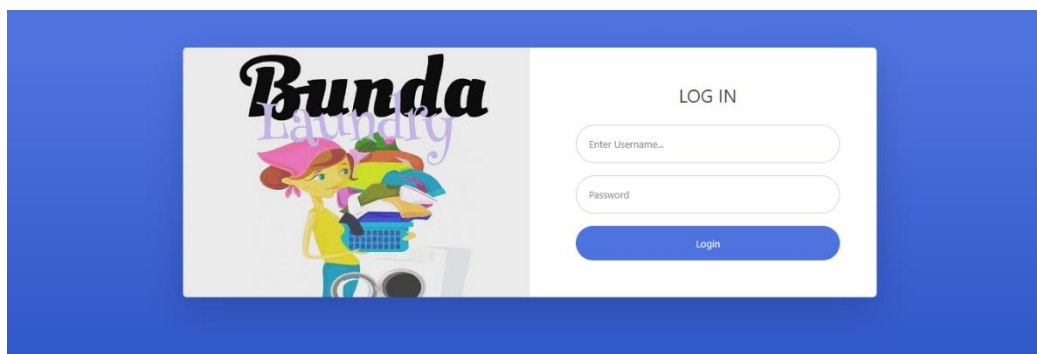 Bunda
Laundry
LOG IN
Enter Username...
Password
Login